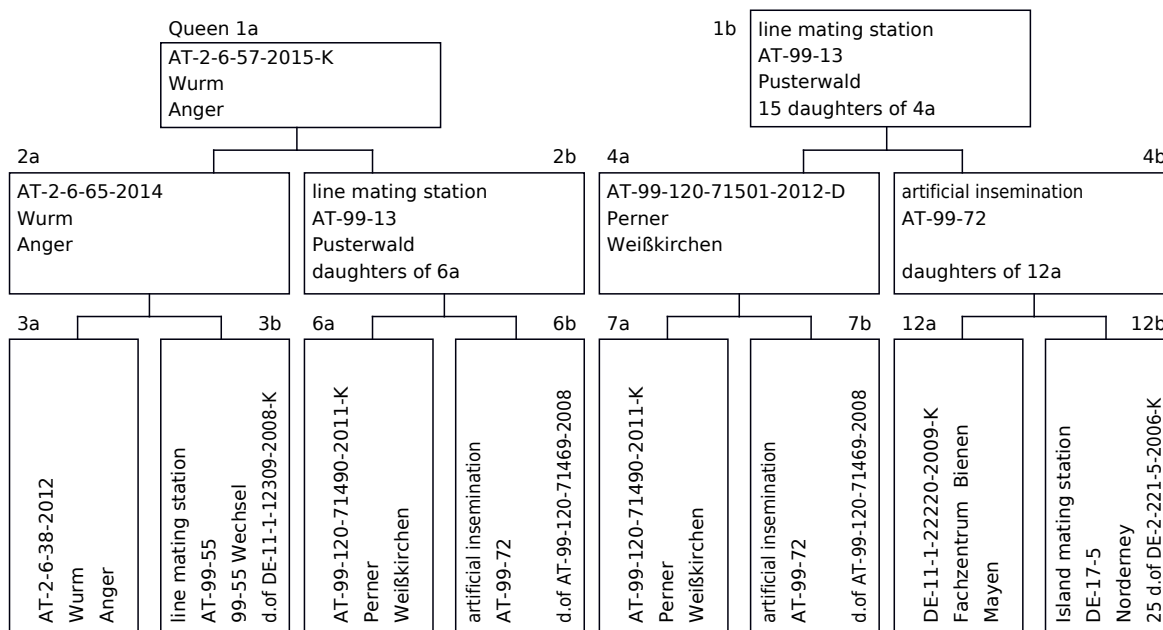 Queen 1a
AT-2-6-57-2015-K
Wurm
Anger
1b
line mating station
AT-99-13
Pusterwald
15 daughters of 4a
2a
AT-2-6-65-2014
Wurm
Anger
2b
line mating station
AT-99-13
Pusterwald
daughters of 6a
4a
AT-99-120-71501-2012-D
Perner
Weißkirchen
4b
artificial insemination
AT-99-72
daughters of 12a
3a
AT-2-6-38-2012
Wurm
Anger
3b
line mating station
AT-99-55
99-55 Wechsel
d.of DE-11-1-12309-2008-K
6a
AT-99-120-71490-2011-K
Perner
Weißkirchen
6b
artificial insemination
AT-99-72
d.of AT-99-120-71469-2008
7a
AT-99-120-71490-2011-K
Perner
Weißkirchen
7b
artificial insemination
AT-99-72
d.of AT-99-120-71469-2008
12a
DE-11-1-22220-2009-K
Fachzentrum Bienen
Mayen
12b
Island mating station
DE-17-5
Norderney
25 d.of DE-2-221-5-2006-K